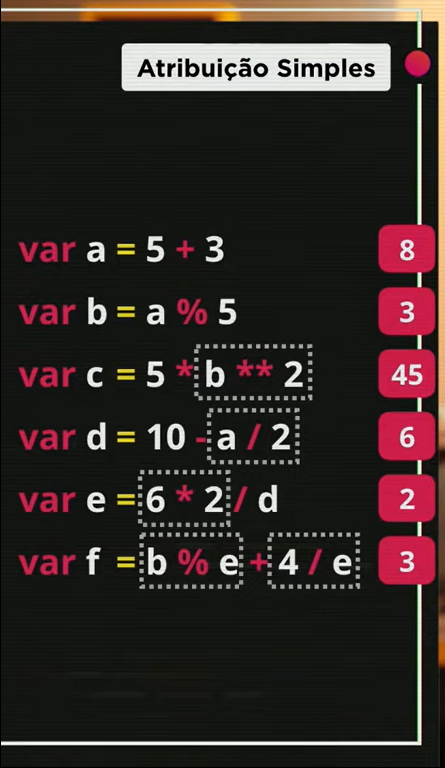 Atribuição Simples
var a = 5 + 3 8
var b = a % 5 3
var c = 5 * b ** 2 45
var d = 10 - a / 2 6
var e = 6 * 2 / d 2
var f = b % e + 4 / e 3